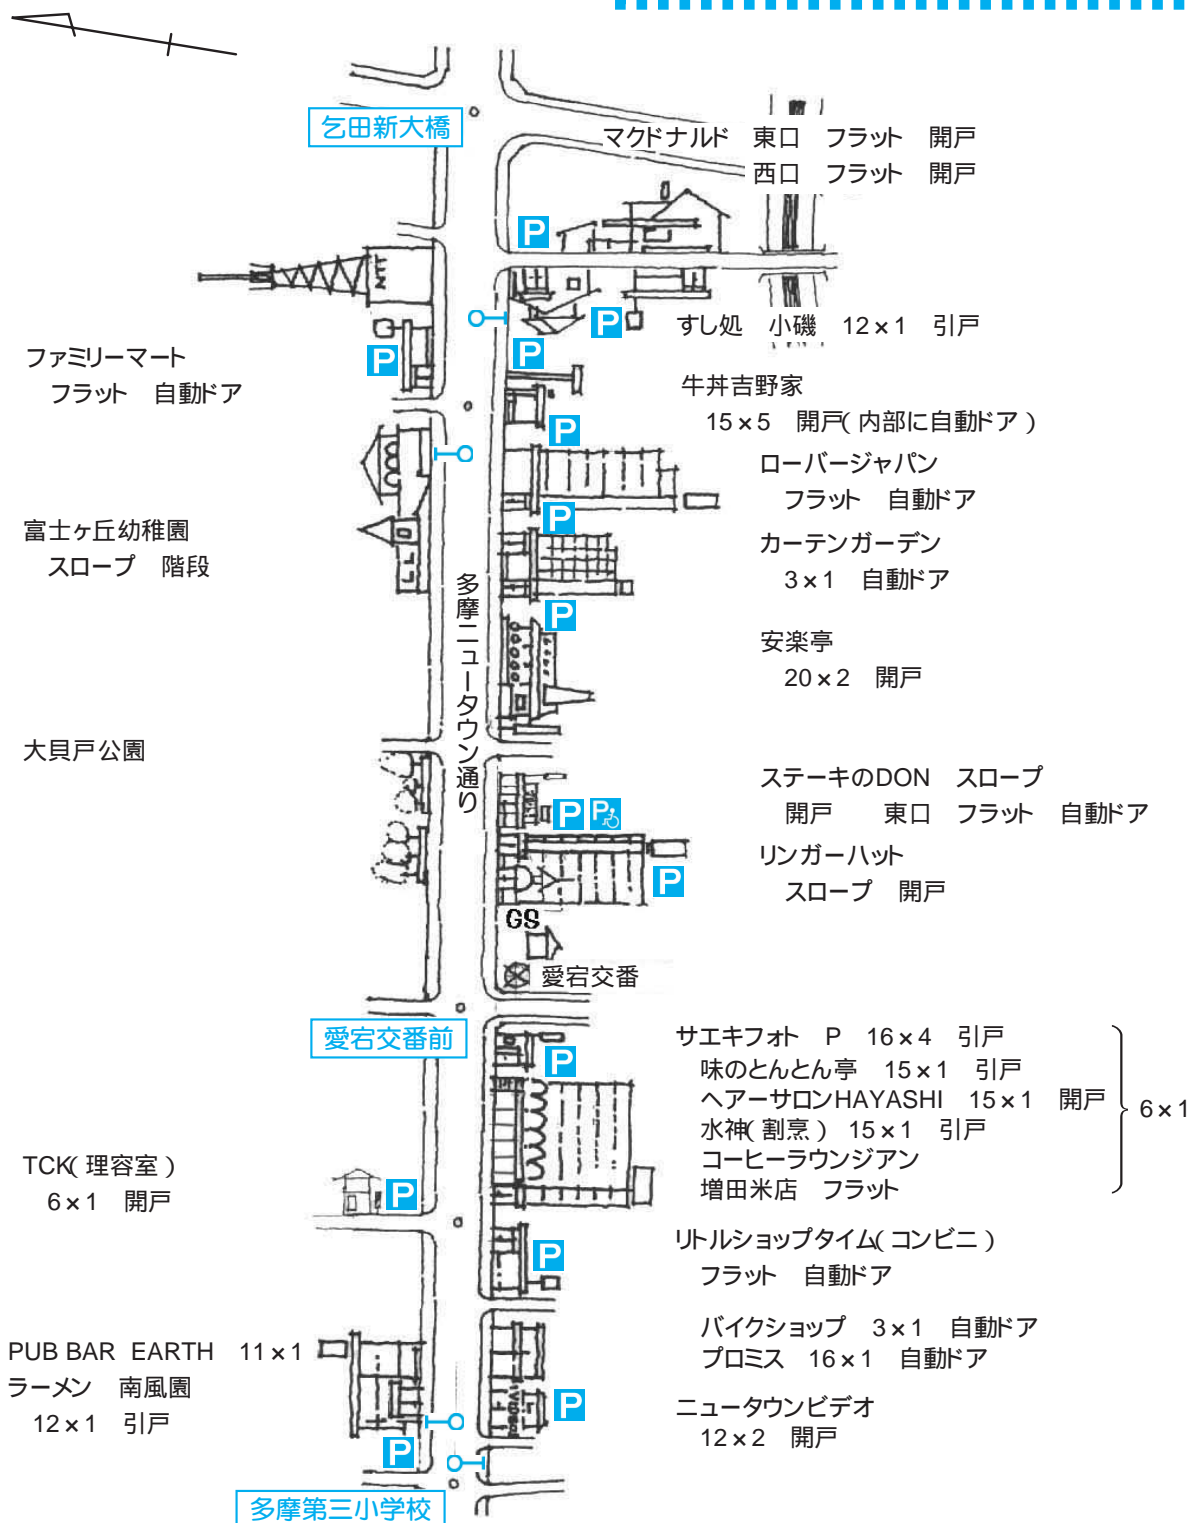 乞田新大橋
マクドナルド　東口　フラット　開戸
西口　フラット　開戸
P
NTT
P
すし処　小磯　12×1　引戸
P
P
ファミリーマート
フラット　自動ドア
牛丼吉野家
15×5　開戸（内部に自動ドア）
P
ローバージャパン
フラット　自動ドア
P
富士ヶ丘幼稚園
スロープ　階段
カーテンガーデン
3×1　自動ドア
P
多摩ニュータウン通り
安楽亭
20×2　開戸
大貝戸公園
ステーキのDON　スロープ
開戸　東口　フラット　自動ドア
P P
リンガーハット
スロープ　開戸
P
GS
愛宕交番
愛宕交番前
サエキフォト　P　16×4　引戸
味のとんとん亭　15×1　引戸
ヘアーサロンHAYASHI　15×1　開戸
水神（割烹）　15×1　引戸
コーヒーラウンジアン
増田米店　フラット
6×1
P
TCK（理容室）
6×1　開戸
P
リトルショップタイム（コンビニ）
フラット　自動ドア
P
バイクショップ　3×1　自動ドア
プロミス　16×1　自動ドア
PUB BAR EARTH　11×1
ラーメン　南風園
12×1　引戸
VIDEO
P
ニュータウンビデオ
12×2　開戸
P
多摩第三小学校